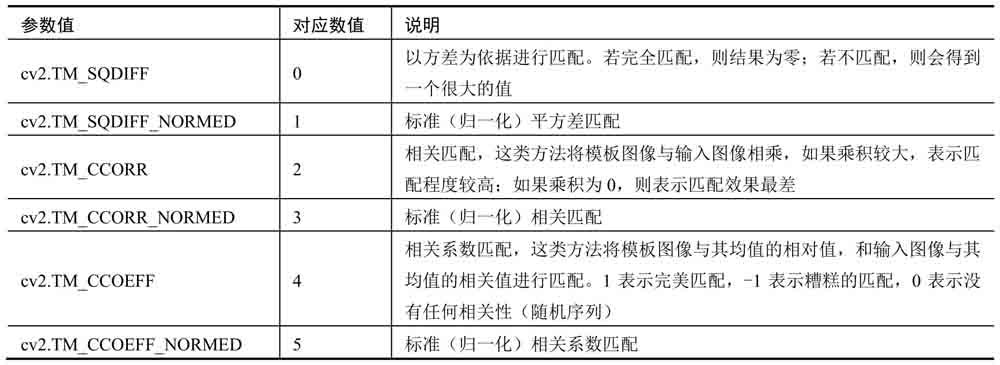 参数值 对应数值 说明
cv2.TM_SQDIFF 0 以方差为依据进行匹配。若完全匹配，则结果为零；若不匹配，则会得到
一个很大的值
cv2.TM_SQDIFF_NORMED 1 标准（归一化）平方差匹配
cv2.TM_CCORR 2 相关匹配，这类方法将模板图像与输入图像相乘，如果乘积较大，表示匹
配程度较高；如果乘积为 0，则表示匹配效果最差
cv2.TM_CCORR_NORMED 3 标准（归一化）相关匹配
cv2.TM_CCOEFF 4 相关系数匹配，这类方法将模板图像与其均值的相对值，和输入图像与其
均值的相关值进行匹配。1 表示完美匹配，-1 表示糟糕的匹配，0 表示没
有任何相关性（随机序列）
cv2.TM_CCOEFF_NORMED 5 标准（归一化）相关系数匹配